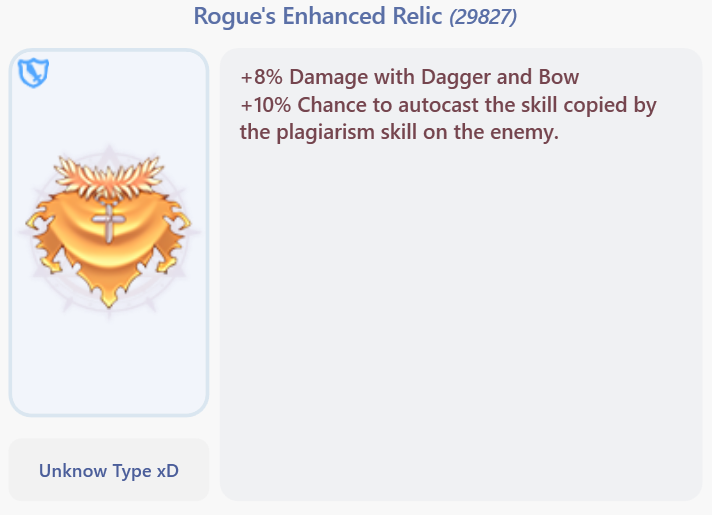 Rogue's Enhanced Relic (29827)
+8% Damage with Dagger and Bow
+10% Chance to autocast the skill copied by
the plagiarism skill on the enemy.
Unknow Type xD